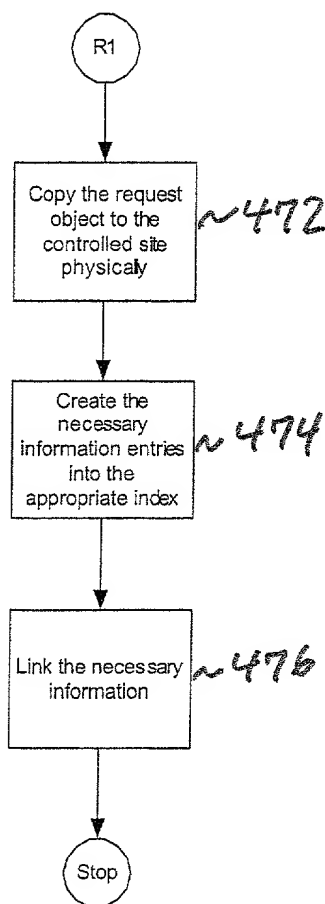 R1
Copy the request
object to the
controlled site
physically
~472
Create the
necessary
information entries
into the
appropriate index
~474
Link the necessary
information
~476
Stop